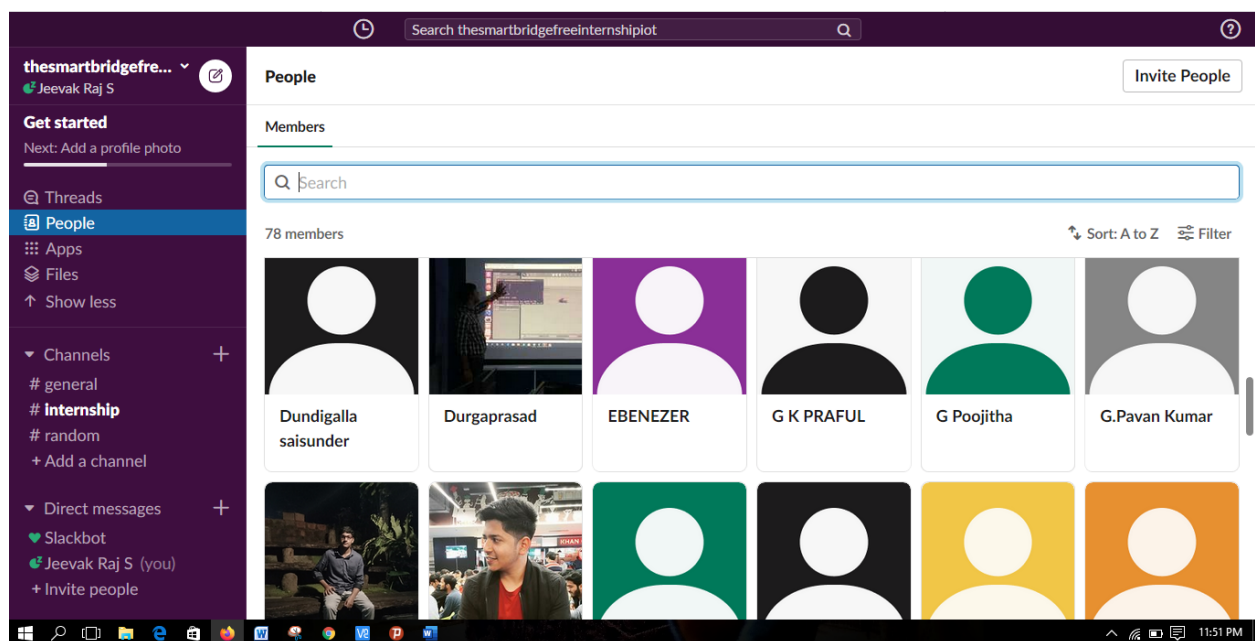 Search thesmartbridgefreeinternshipiot
thesmartbridgefre...
Jeevak Raj S
Get started
Next: Add a profile photo
Threads
People
Apps
Files
Show less
Channels
# general
# internship
# random
+ Add a channel
Direct messages
Slackbot
Jeevak Raj S (you)
+ Invite people
People
Invite People
Members
Search
78 members
Sort: A to Z
Filter
Dundigalla
saisunder
Durgaprasad
EBENEZER
G K PRAFUL
G Poojitha
G.Pavan Kumar
11:51 PM